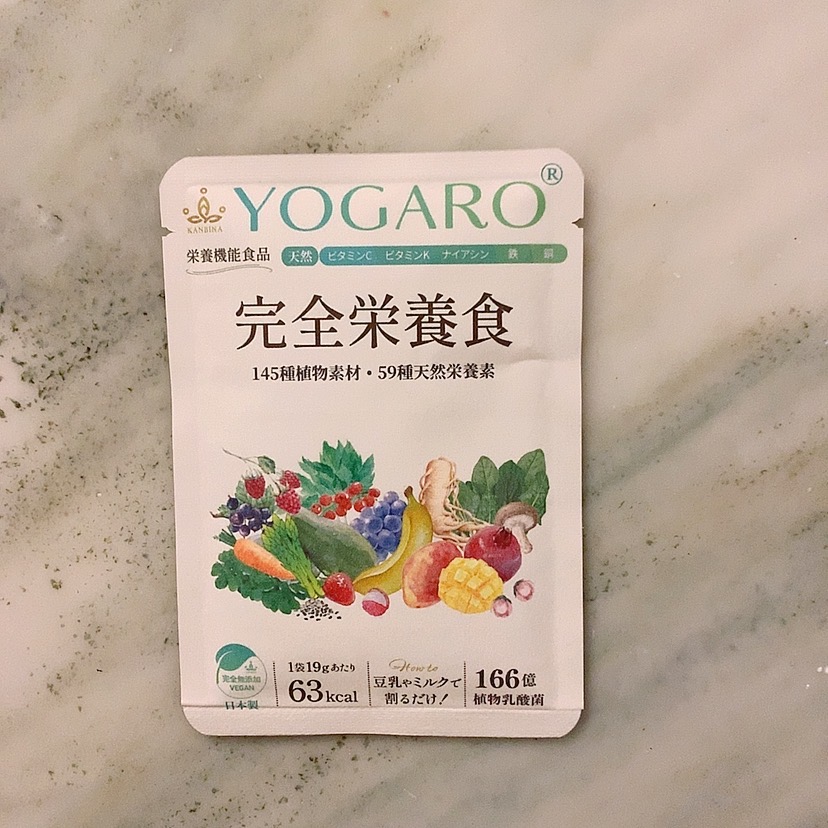 YOGARO®
KANBINA
栄養機能食品 天然 ビタミンC ビタミンK ナイアシン 鉄 銅
完全栄養食
145種植物素材・59種天然栄養素
完全無添加
VEGAN
日本製
1袋19gあたり
63kcal
How to
豆乳やミルクで
割るだけ!
166億
植物乳酸菌